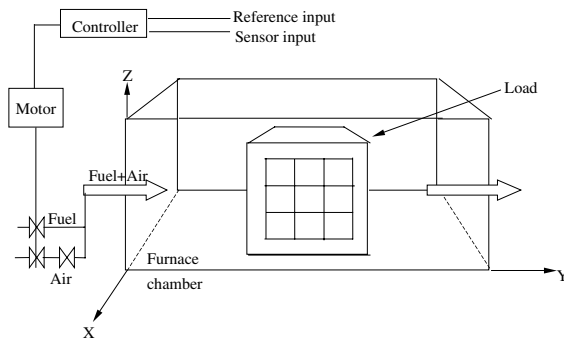 Controller
Reference input
Sensor input
Z
Motor
Load
Fuel+Air
Fuel
Air
Furnace
chamber
Y
X